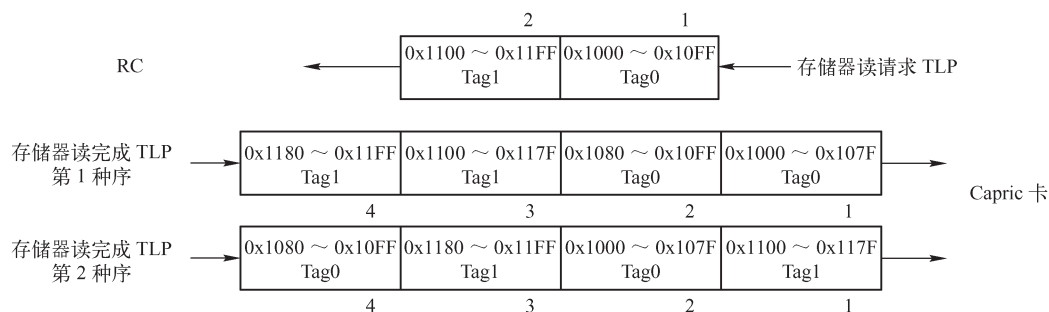 2 1
RC
0x1100 ～ 0x11FF 0x1000 ～ 0x10FF
Tag1 Tag0
存储器读请求 TLP
存储器读完成 TLP
第 1 种序
0x1180 ～ 0x11FF 0x1100 ～ 0x117F 0x1080 ～ 0x10FF 0x1000 ～ 0x107F
Tag1 Tag1 Tag0 Tag0
4 3 2 1
Capric 卡
存储器读完成 TLP
第 2 种序
0x1080 ～ 0x10FF 0x1180 ～ 0x11FF 0x1000 ～ 0x107F 0x1100 ～ 0x117F
Tag0 Tag1 Tag0 Tag1
4 3 2 1